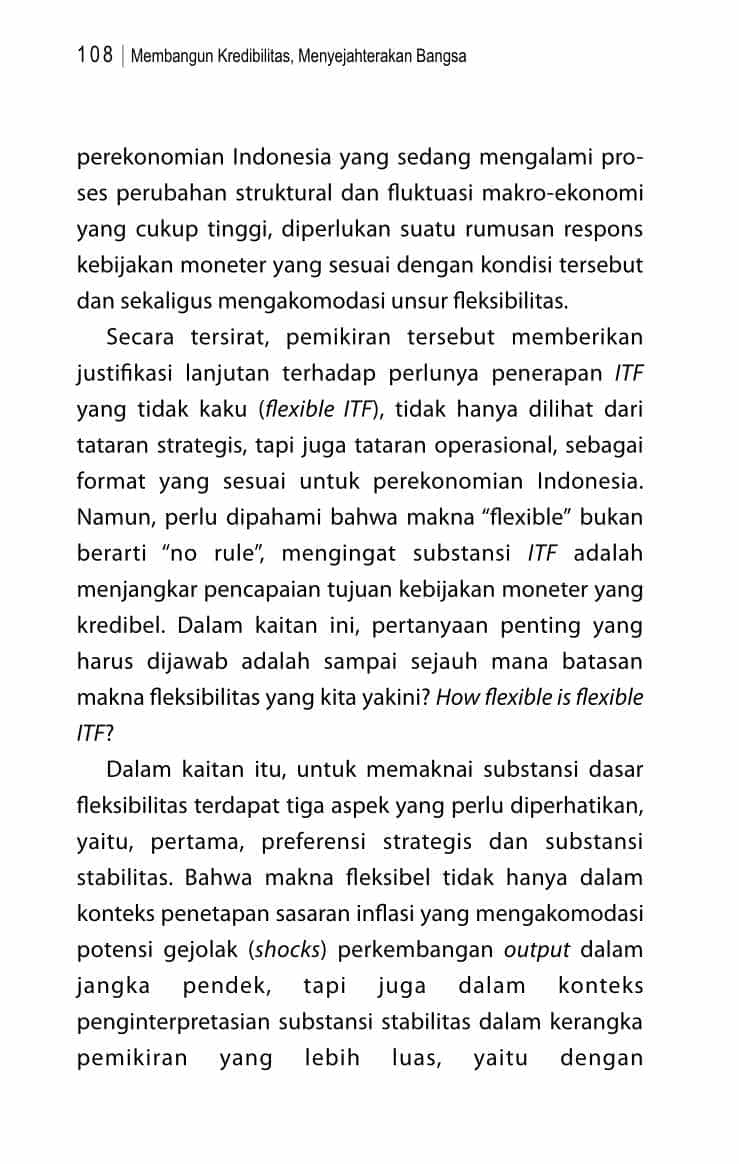 108 | Membangun Kredibilitas, Menyejahterakan Bangsa
perekonomian Indonesia yang sedang mengalami pro-
ses perubahan struktural dan fluktuasi makro-ekonomi
yang cukup tinggi, diperlukan suatu rumusan respons
kebijakan moneter yang sesuai dengan kondisi tersebut
dan sekaligus mengakomodasi unsur fleksibilitas.
Secara tersirat, pemikiran tersebut memberikan
justifikasi lanjutan terhadap perlunya penerapan ITF
yang tidak kaku (flexible ITF), tidak hanya dilihat dari
tataran strategis, tapi juga tataran operasional, sebagai
format yang sesuai untuk perekonomian Indonesia.
Namun, perlu dipahami bahwa makna “flexible” bukan
berarti “no rule”, mengingat substansi ITF adalah
menjangkar pencapaian tujuan kebijakan moneter yang
kredibel. Dalam kaitan ini, pertanyaan penting yang
harus dijawab adalah sampai sejauh mana batasan
makna fleksibilitas yang kita yakini? How flexible is flexible
ITF?
Dalam kaitan itu, untuk memaknai substansi dasar
fleksibilitas terdapat tiga aspek yang perlu diperhatikan,
yaitu, pertama, preferensi strategis dan substansi
stabilitas. Bahwa makna fleksibel tidak hanya dalam
konteks penetapan sasaran inflasi yang mengakomodasi
potensi gejolak (shocks) perkembangan output dalam
jangka pendek, tapi juga dalam konteks
penginterpretasian substansi stabilitas dalam kerangka
pemikiran yang lebih luas, yaitu dengan